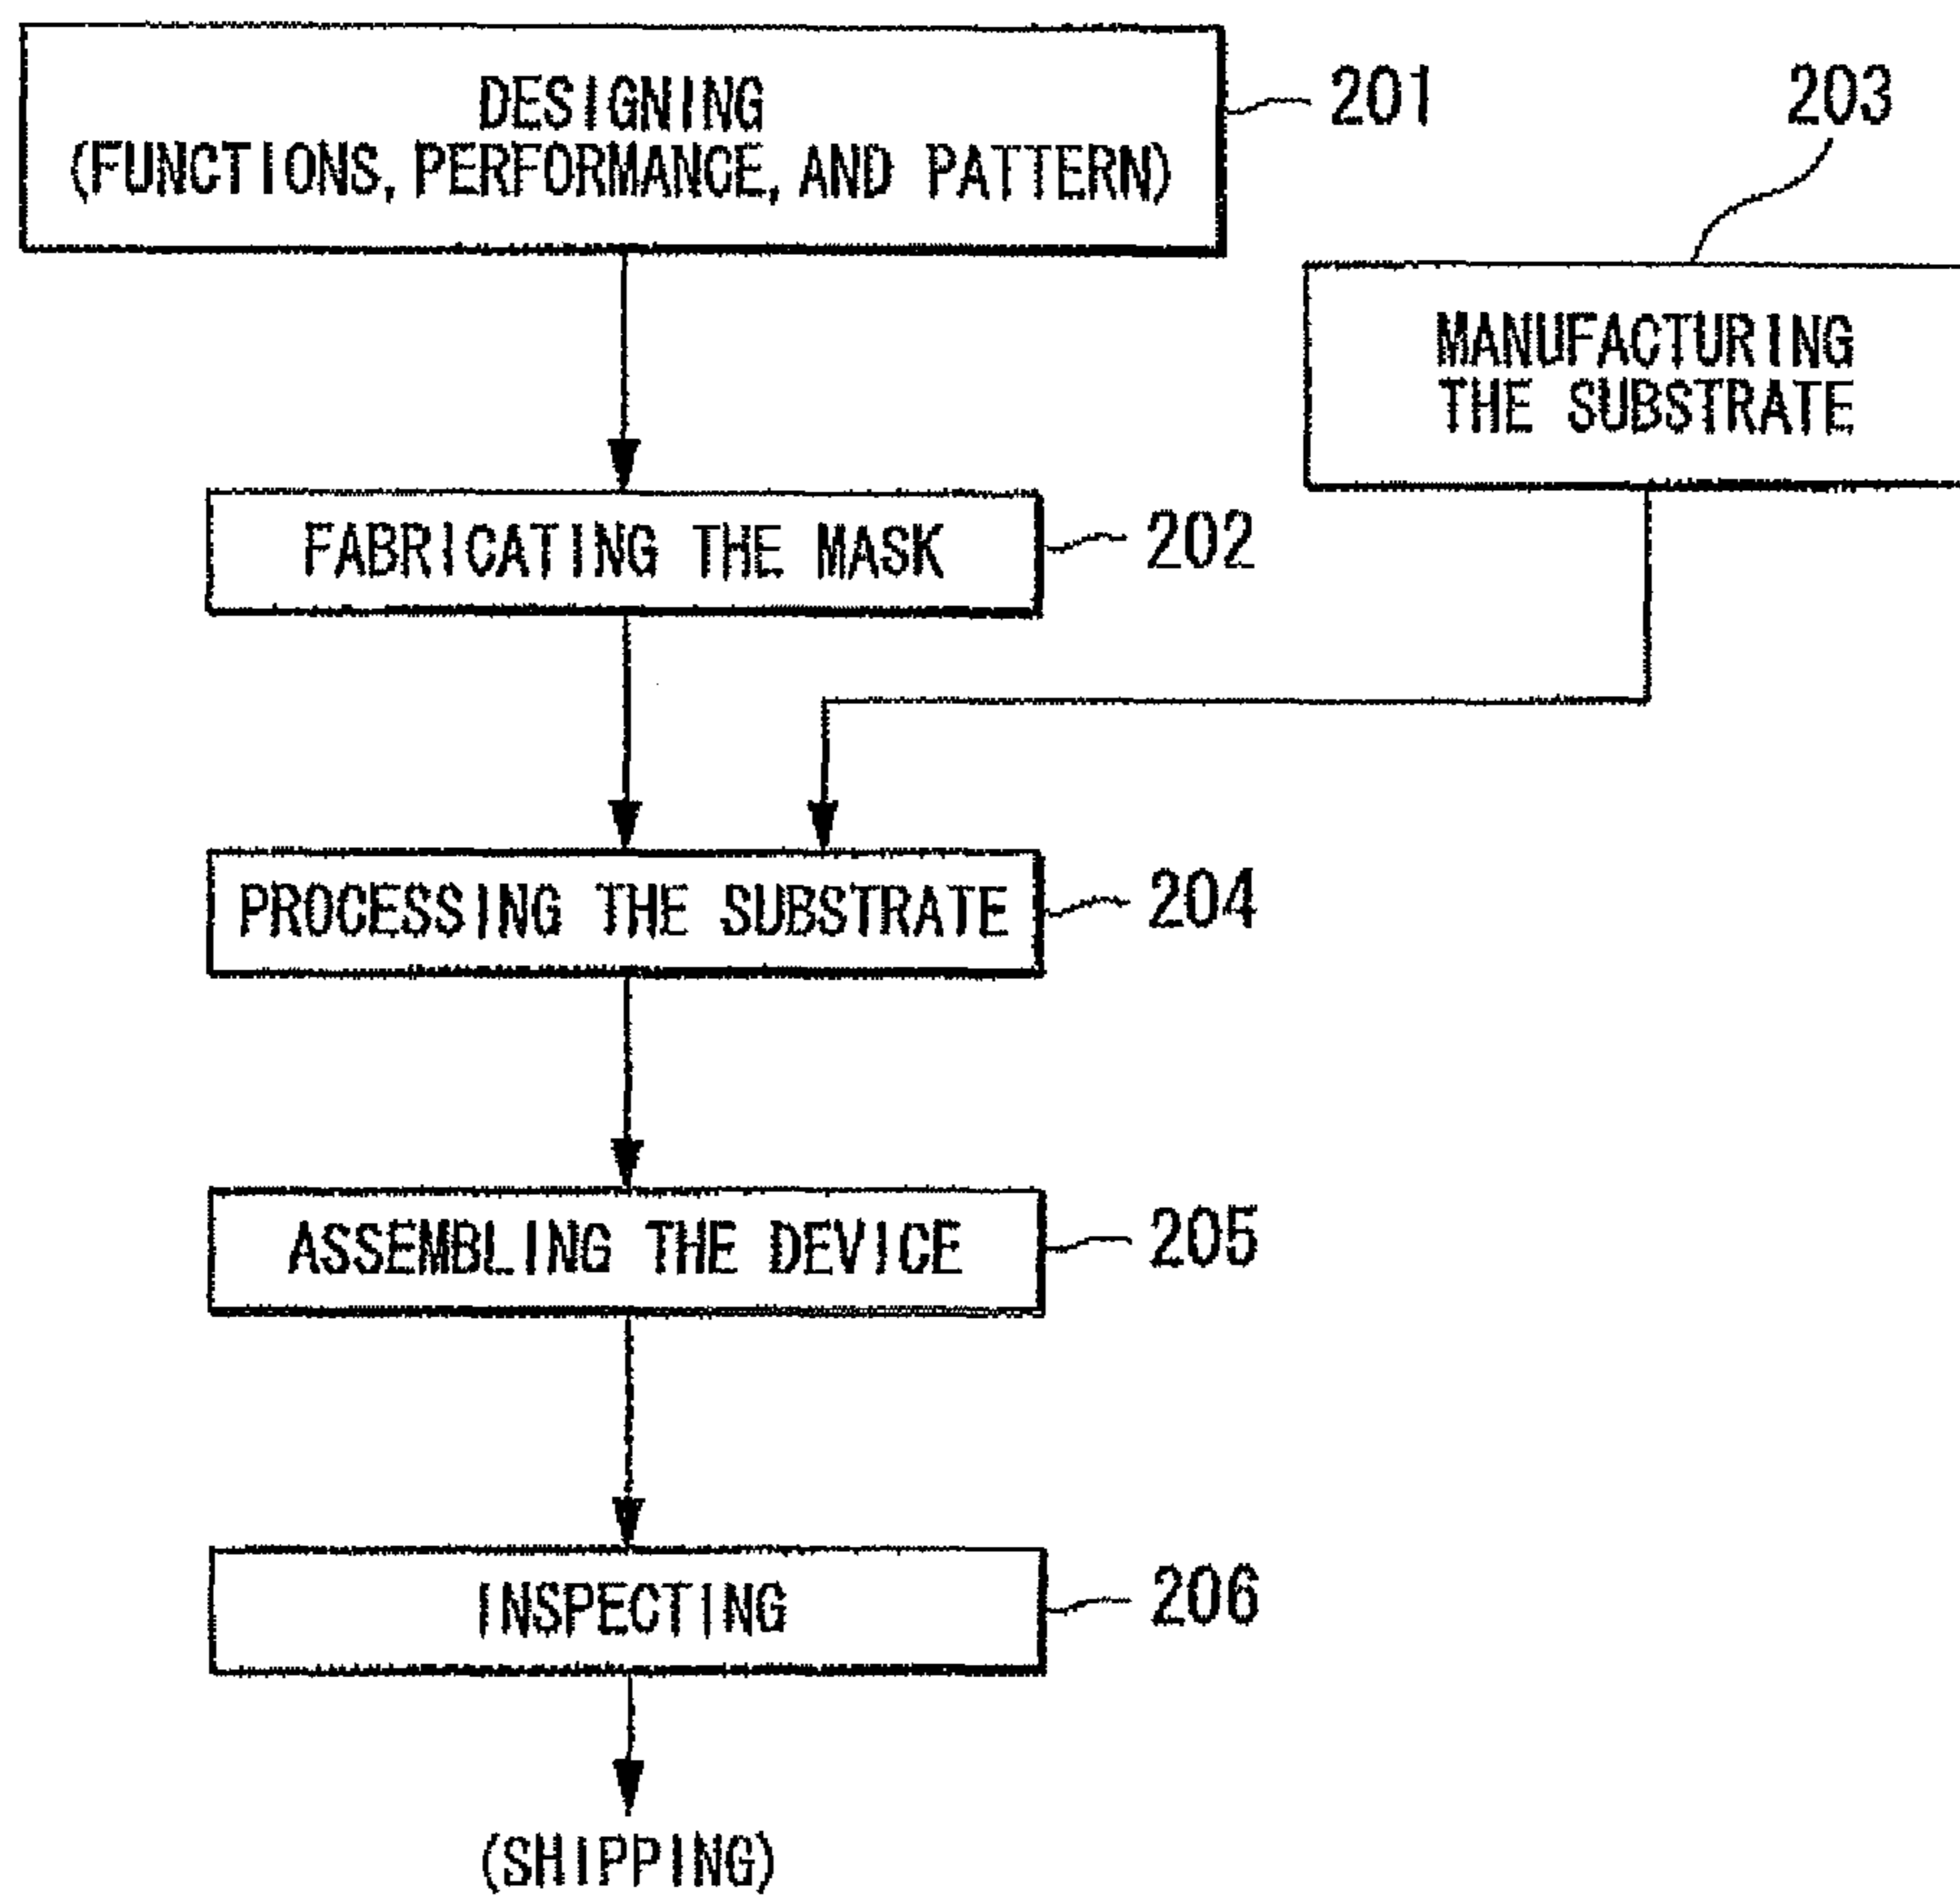 DESIGNING
(FUNCTIONS, PERFORMANCE, AND PATTERN)
201
203
MANUFACTURING
THE SUBSTRATE
FABRICATING THE MASK
202
PROCESSING THE SUBSTRATE
204
ASSEMBLING THE DEVICE
205
INSPECTING
206
(SHIPPING)